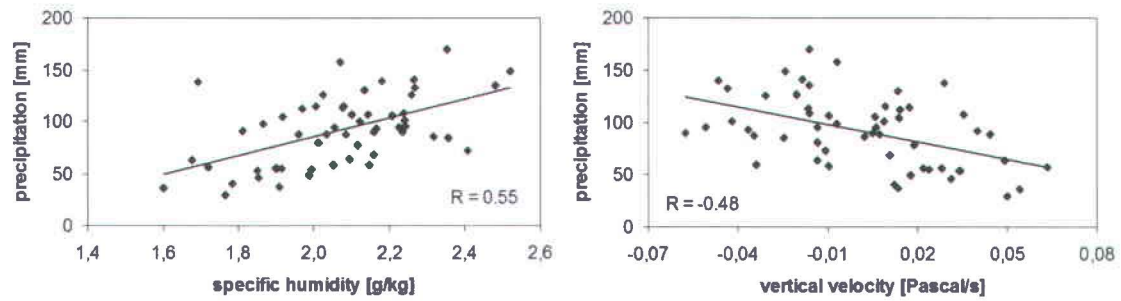 200
150
100
50
0
precipitation [mm]
R = 0.55
1,4 1,6 1,8 2,0 2,2 2,4 2,6
specific humidity [g/kg]
200
150
100
50
0
precipitation [mm]
R = -0.48
-0,07 -0,04 -0,01 0,02 0,05 0,08
vertical velocity [Pascal/s]